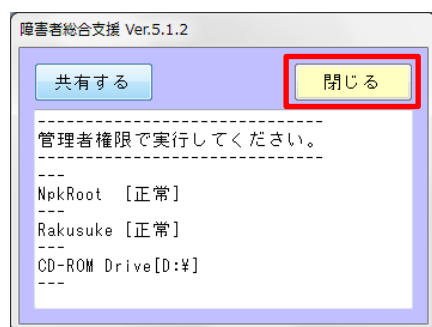 障害者総合支援 Ver.5.1.2
共有する 閉じる
------------------------------
管理者権限で実行してください。
------------------------------
---
NpkRoot [正常]
---
Rakusuke [正常]
---
CD-ROM Drive[D:¥]
---